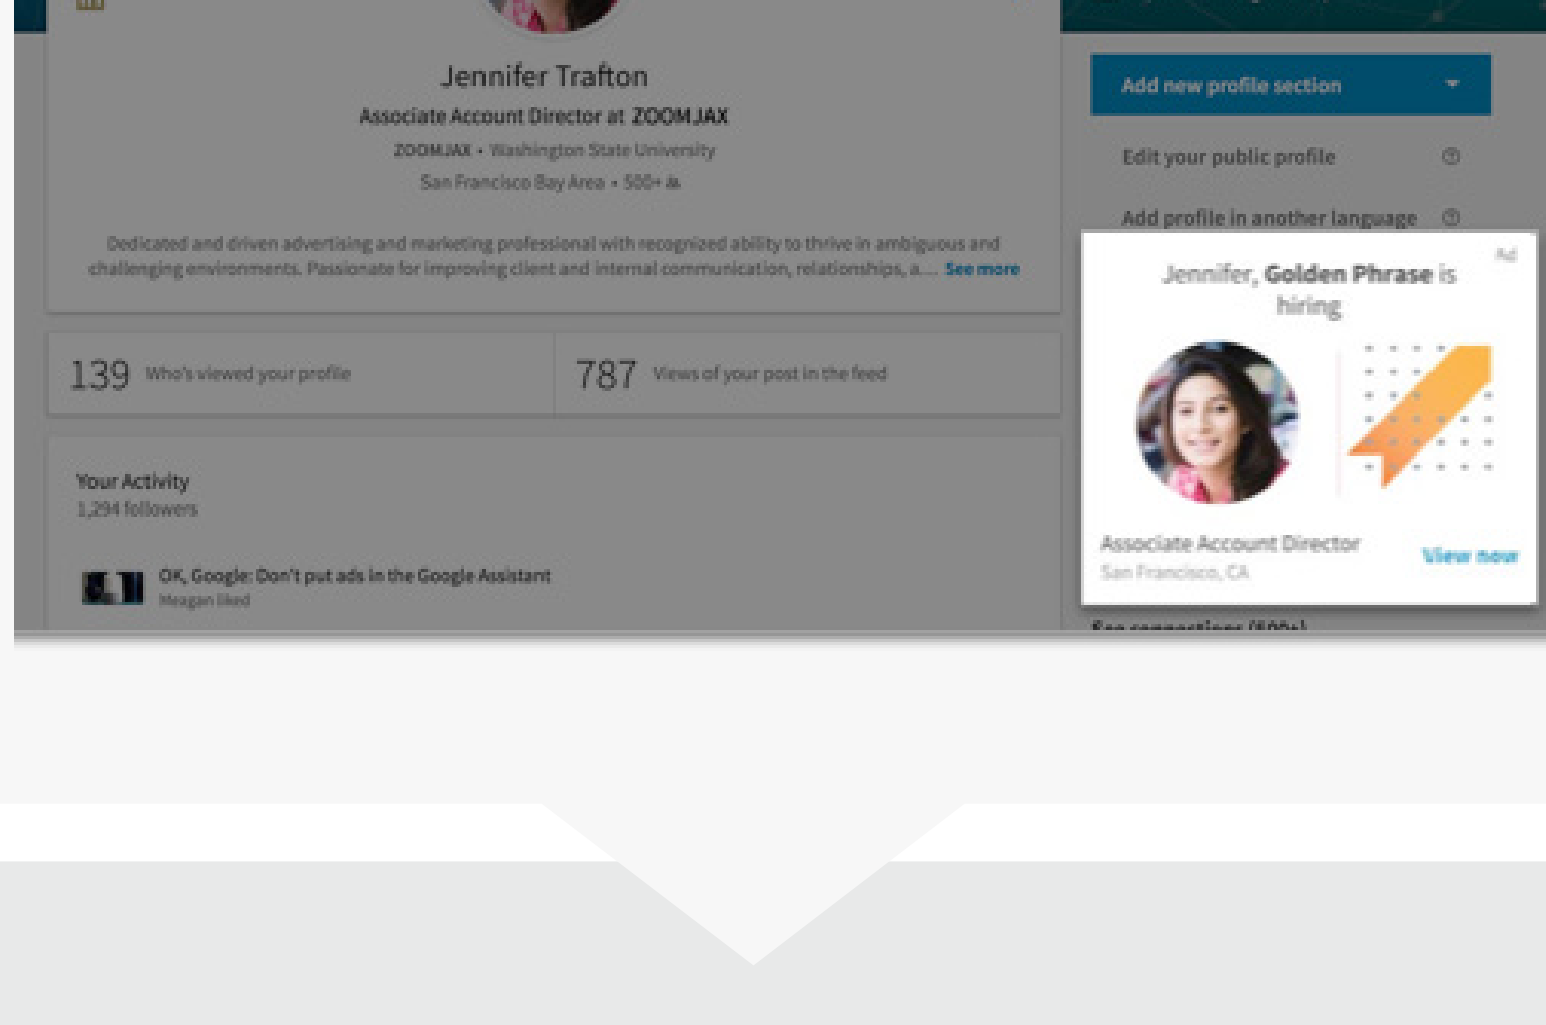 Jennifer Trafton
Associate Account Director at ZOOMJAX
ZOOMJAX • Washington State University
San Francisco Bay Area • 500+
Dedicated and driven advertising and marketing professional with recognized ability to thrive in ambiguous and
challenging environments. Passionate for improving client and internal communication, relationships, a... See more
139 Who's viewed your profile
787 Views of your post in the feed
Your Activity
1,294 followers
OK, Google: Don't put ads in the Google Assistant
Meagan liked
Add new profile section
Edit your public profile
Add profile in another language
Ad
Jennifer, Golden Phrase is
hiring
Associate Account Director
San Francisco, CA
View now
See connections (500+)